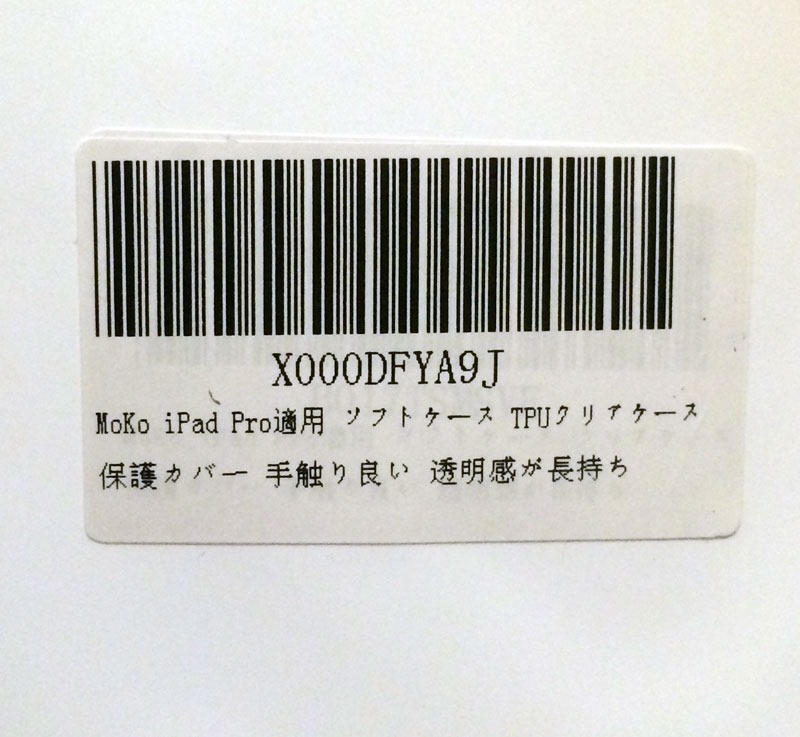 X000DFYA9J
MoKo iPad Pro適用 ソフトケース TPUクリアケース
保護カバー 手触り良い 透明感が長持ち